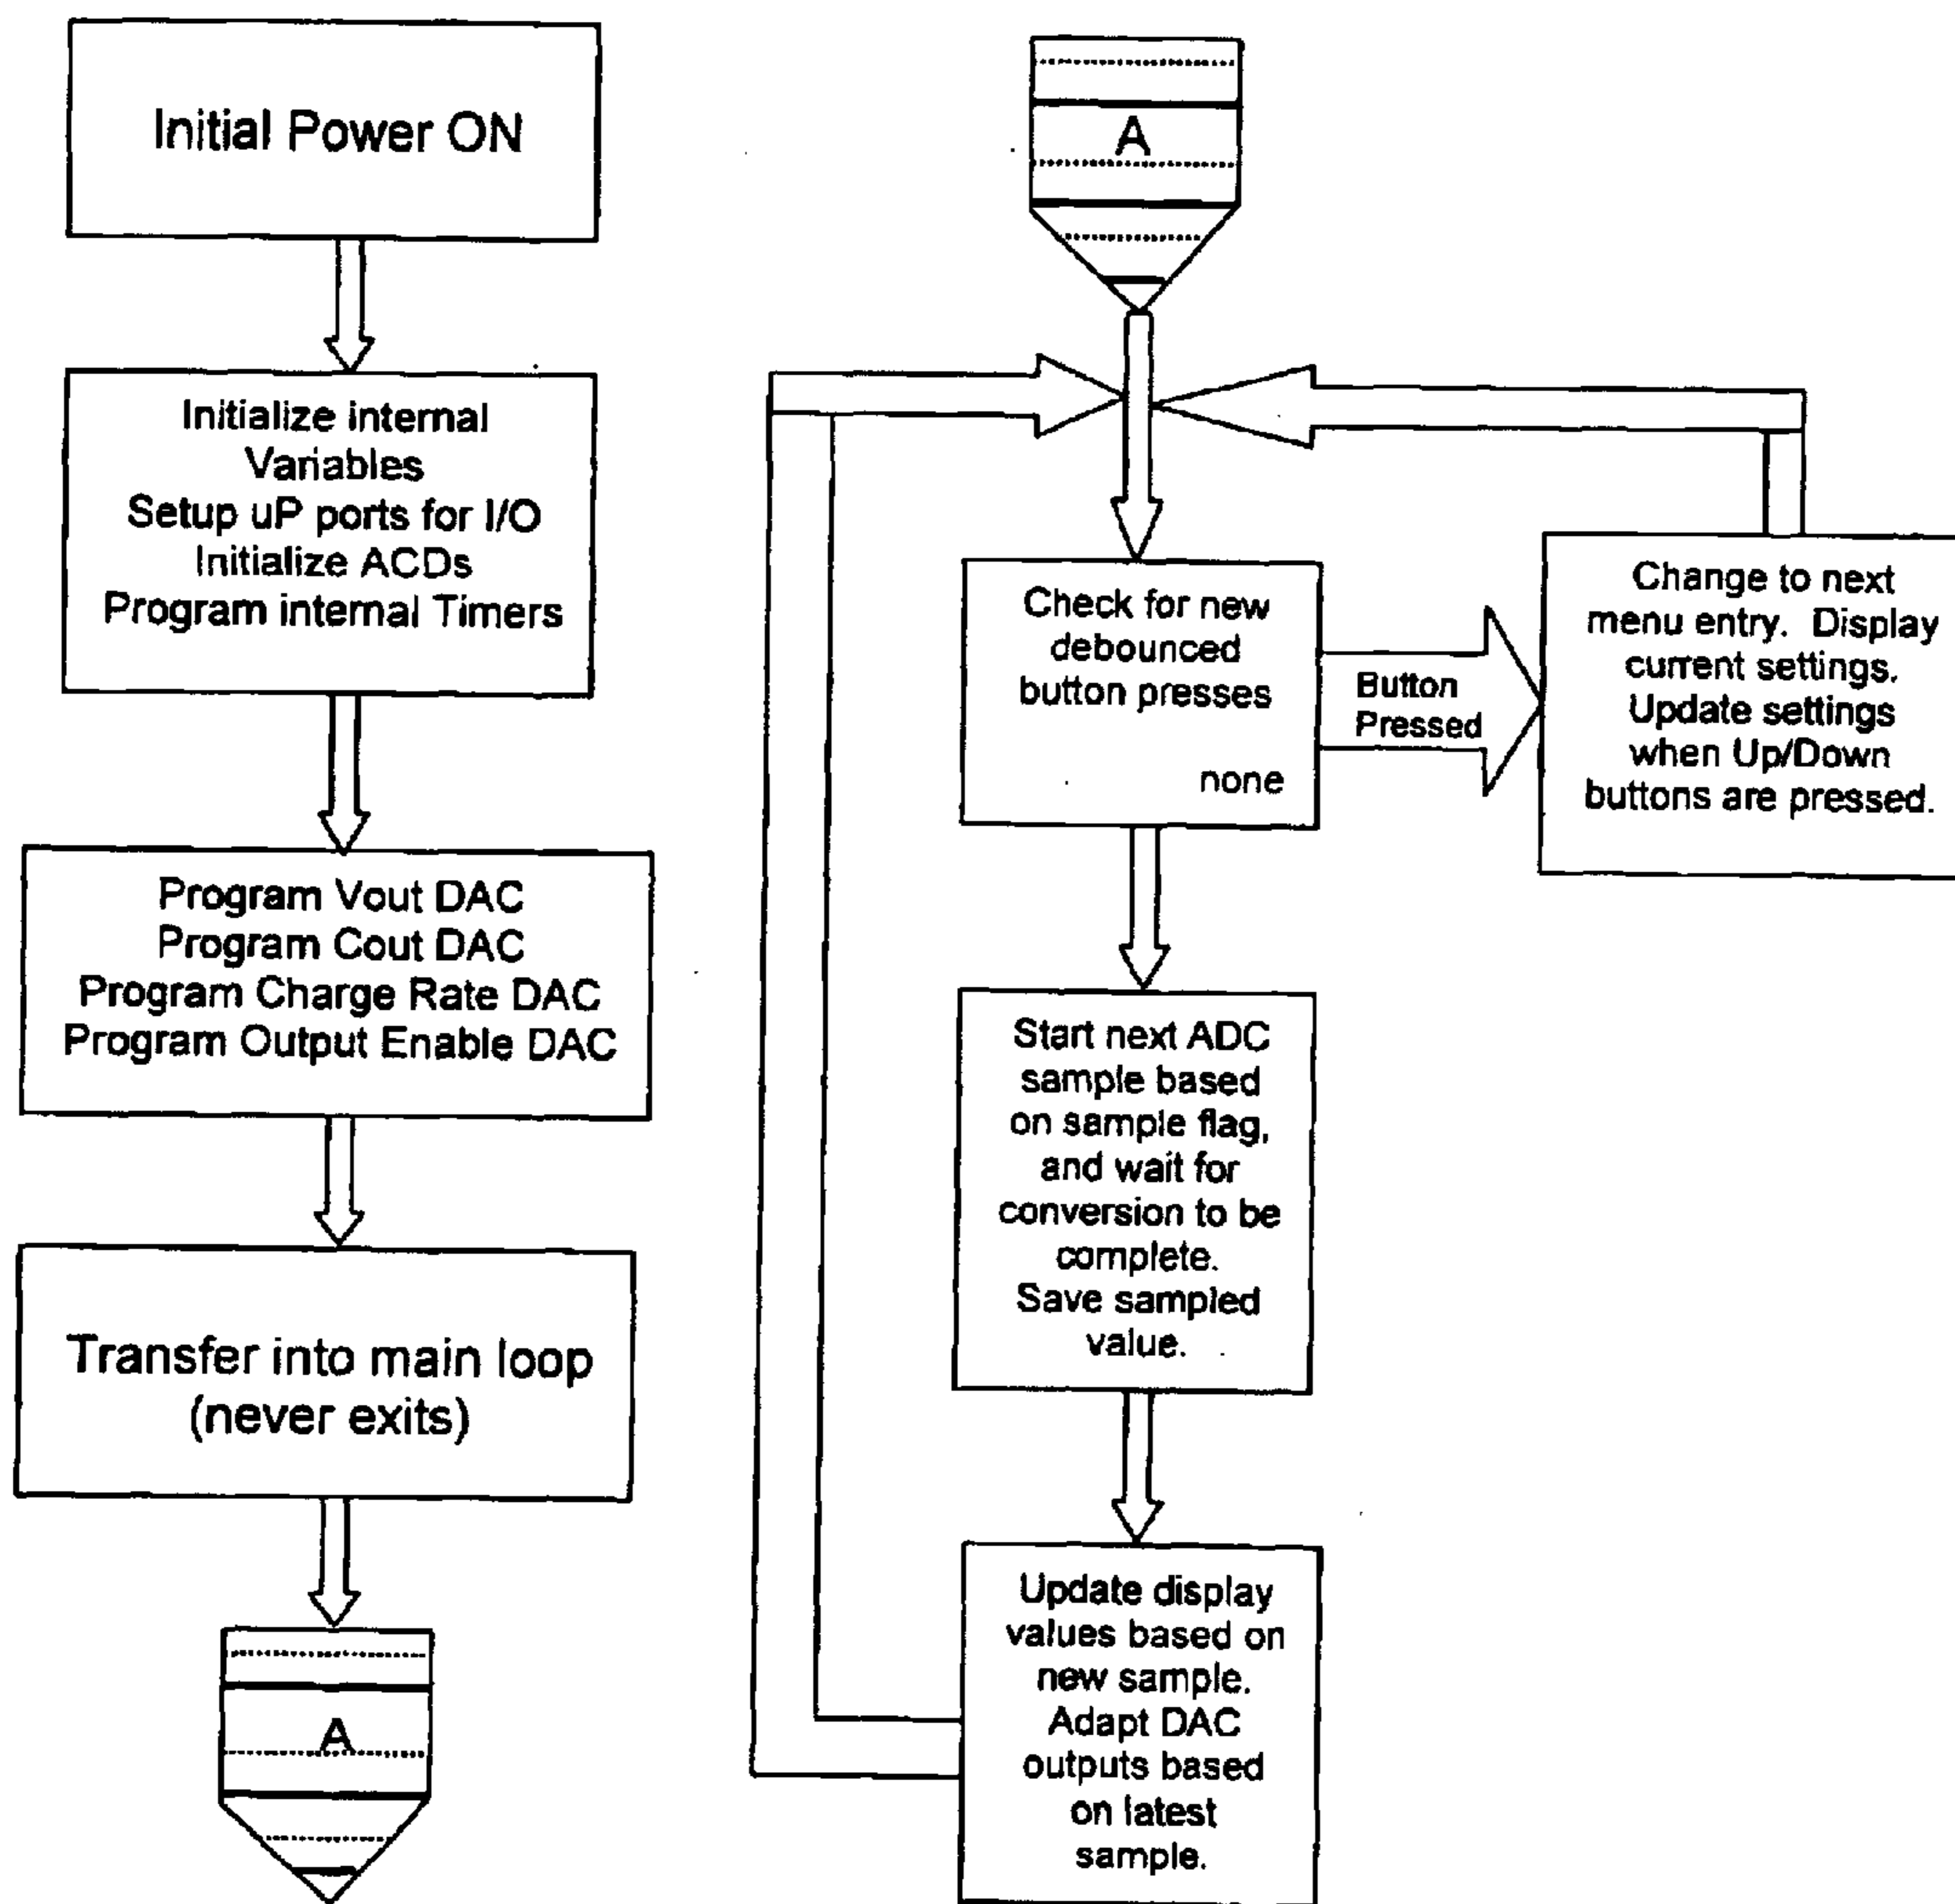 Initial Power ON
Initialize internal
Variables
Setup uP ports for I/O
Initialize ACDs
Program internal Timers
Program Vout DAC
Program Cout DAC
Program Charge Rate DAC
Program Output Enable DAC
Transfer into main loop
(never exits)
A
A
Check for new
debounced
button presses
none
Button
Pressed
Change to next
menu entry. Display
current settings.
Update settings
when Up/Down
buttons are pressed.
Start next ADC
sample based
on sample flag,
and wait for
conversion to be
complete.
Save sampled
value.
Update display
values based on
new sample.
Adapt DAC
outputs based
on latest
sample.